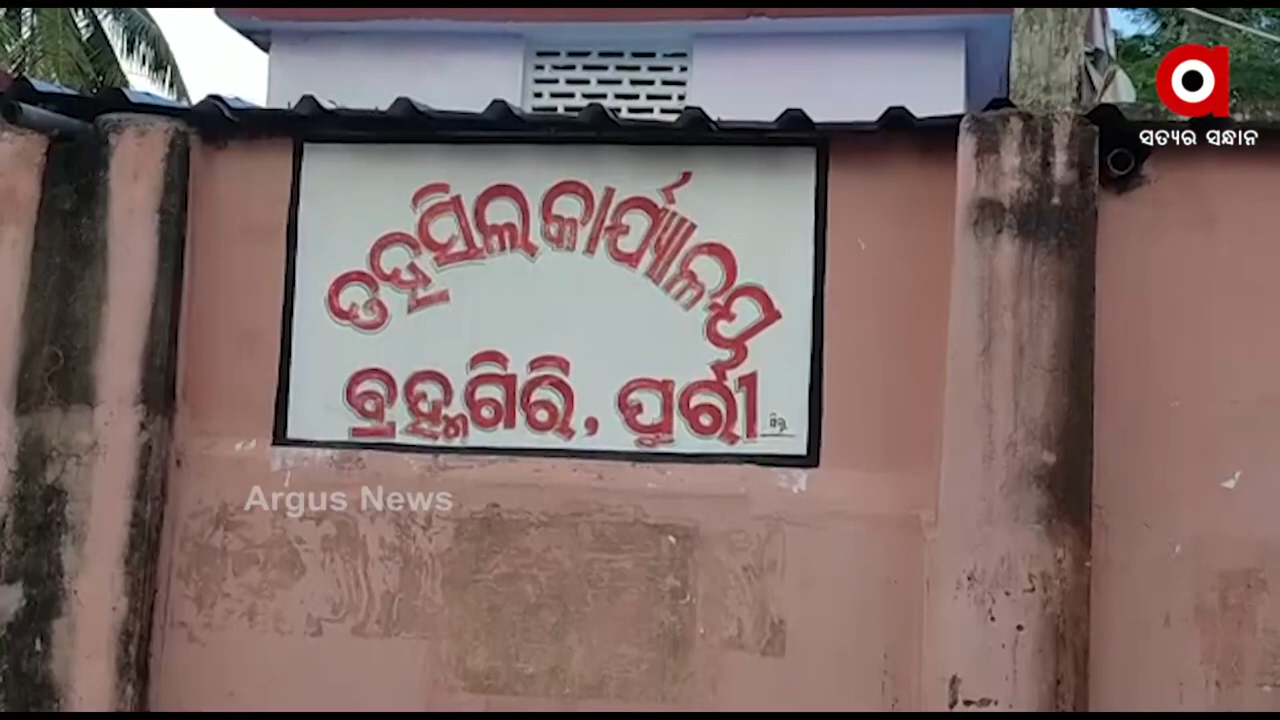 ସତ୍ୟର ସନ୍ଧାନ
ତହସିଲ କାର୍ଯ୍ୟାଳୟ
ବ୍ରହ୍ମଗିରି, ପୁରୀ
Argus News